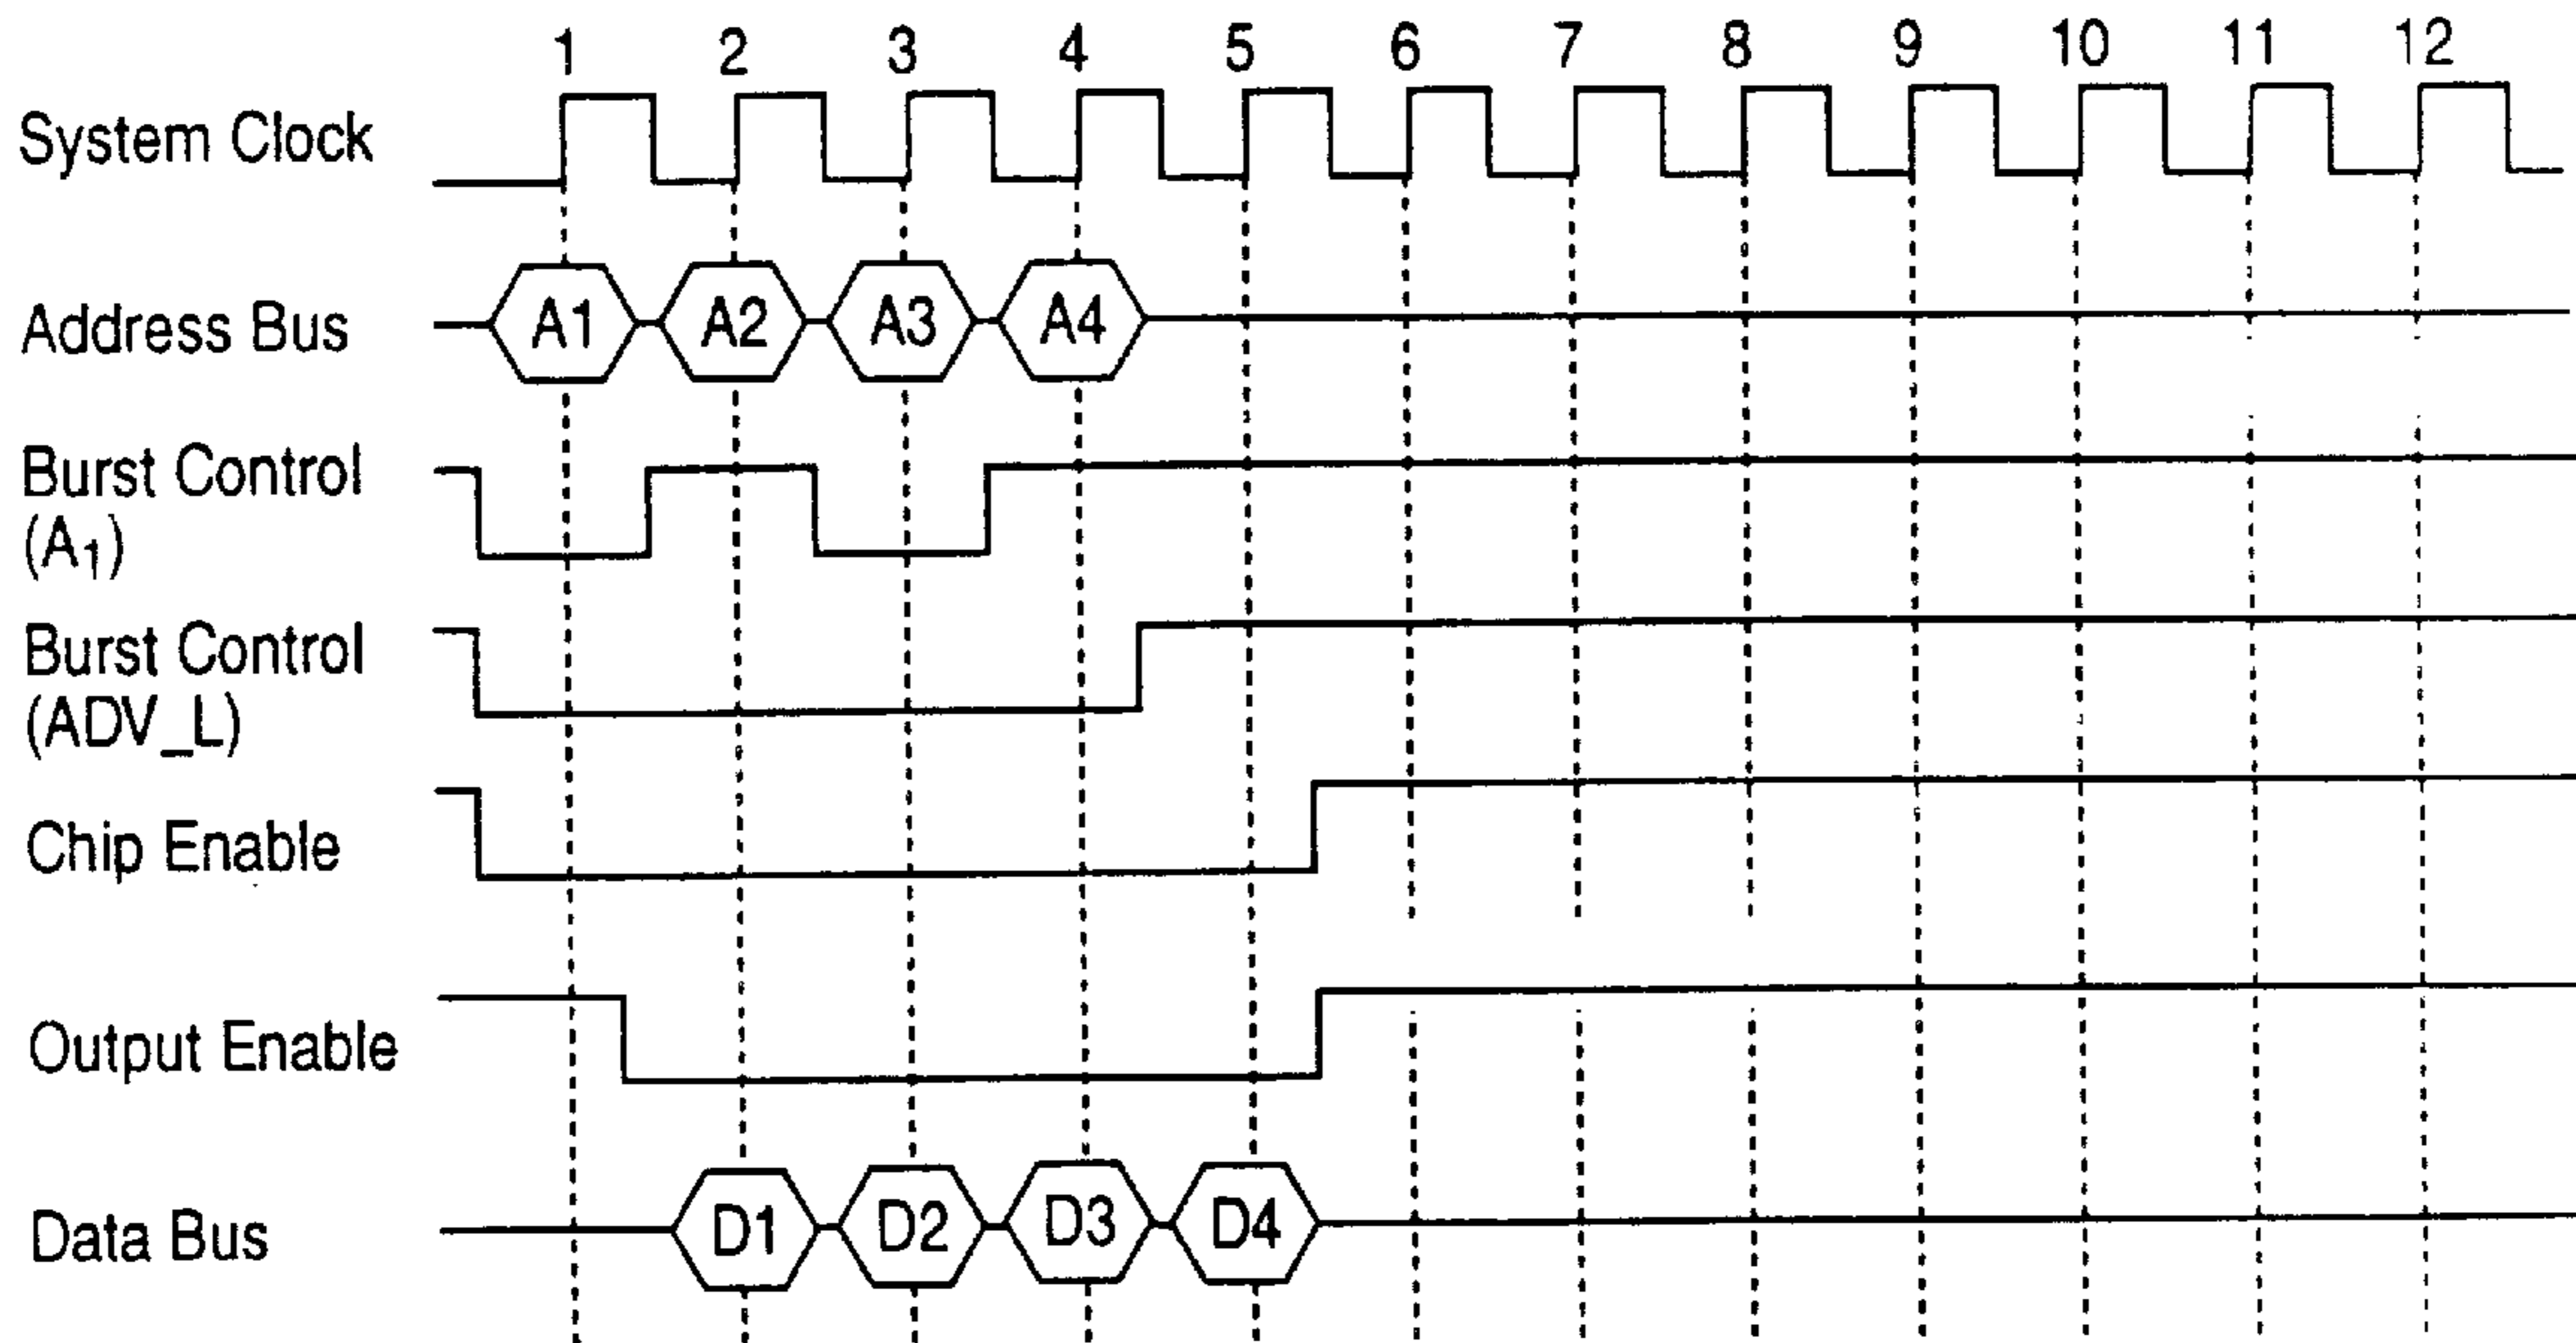 1 2 3 4 5 6 7 8 9 10 11 12
System Clock
Address Bus A1 A2 A3 A4
Burst Control
(A₁)
Burst Control
(ADV_L)
Chip Enable
Output Enable
Data Bus D1 D2 D3 D4